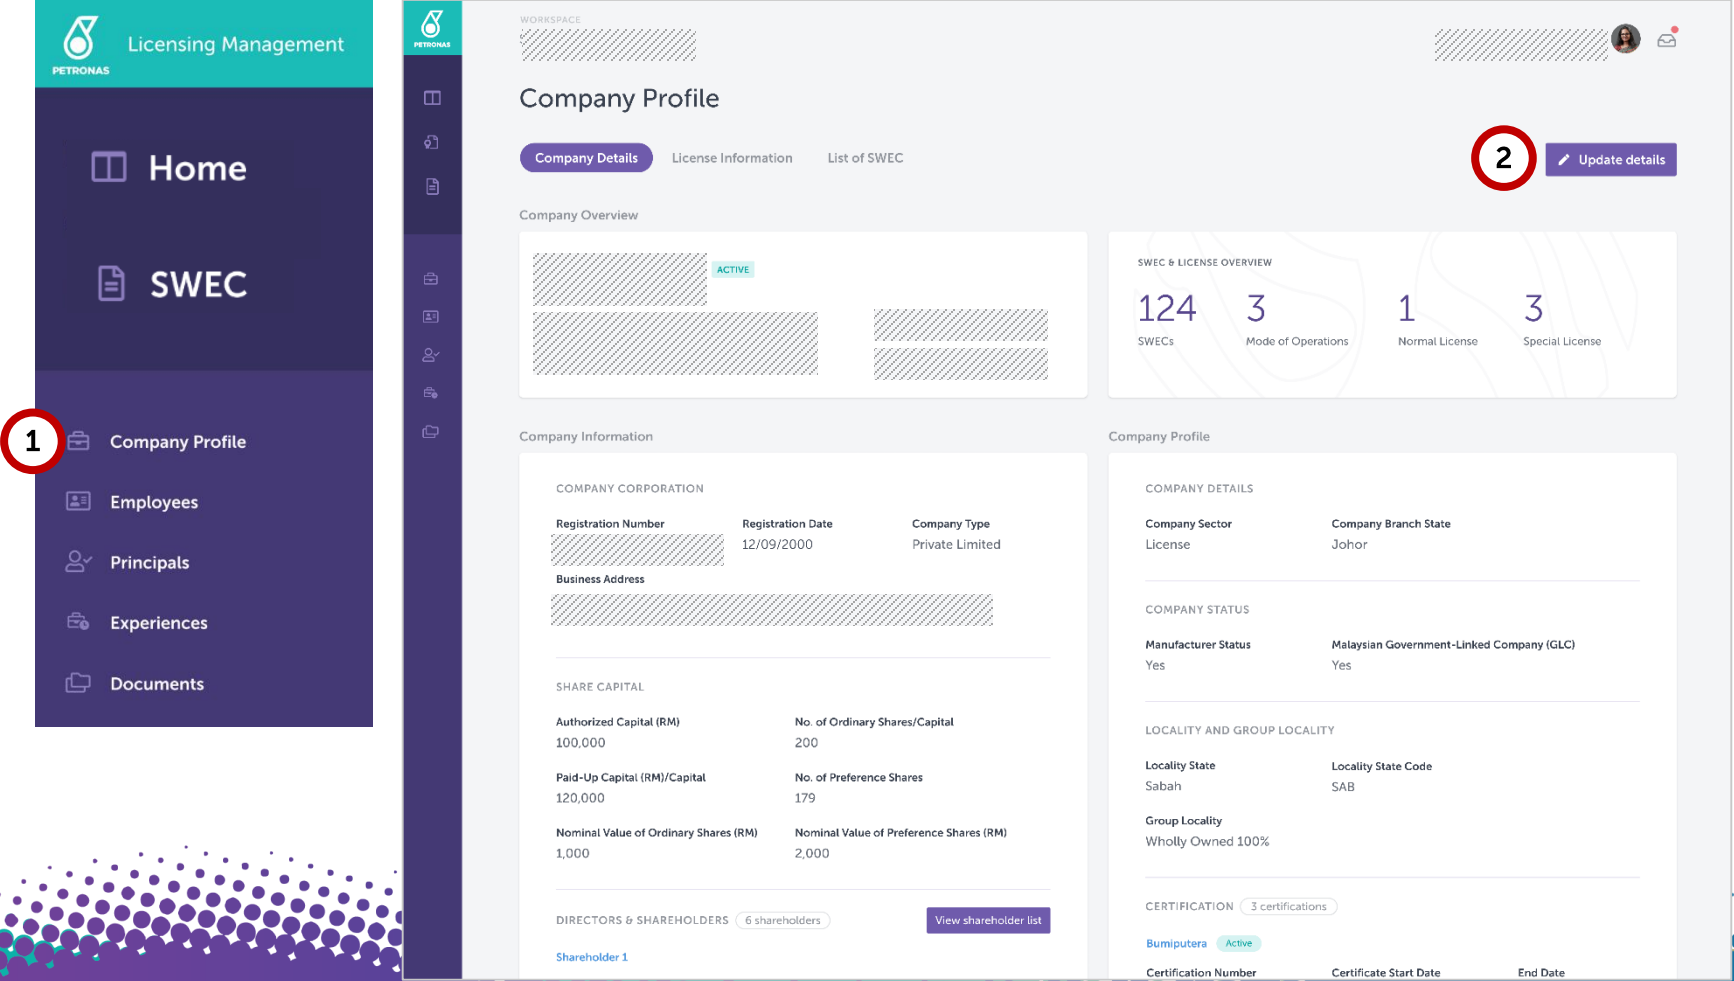 PETRONAS
Licensing Management
Home
SWEC
1
Company Profile
Employees
Principals
Experiences
Documents
PETRONAS
WORKSPACE
Company Profile
Company Details
License Information
List of SWEC
2
Update details
Company Overview
ACTIVE
SWEC & LICENSE OVERVIEW
124
3
1
3
SWECs
Mode of Operations
Normal License
Special License
Company Information
COMPANY CORPORATION
Registration Number
Registration Date
Company Type
12/09/2000
Private Limited
Business Address
SHARE CAPITAL
Authorized Capital (RM)
No. of Ordinary Shares/Capital
100,000
200
Paid-Up Capital (RM)/Capital
No. of Preference Shares
120,000
179
Nominal Value of Ordinary Shares (RM)
Nominal Value of Preference Shares (RM)
1,000
2,000
DIRECTORS & SHAREHOLDERS
6 shareholders
View shareholder list
Shareholder 1
Company Profile
COMPANY DETAILS
Company Sector
Company Branch State
License
Johor
COMPANY STATUS
Manufacturer Status
Malaysian Government-Linked Company (GLC)
Yes
Yes
LOCALITY AND GROUP LOCALITY
Locality State
Locality State Code
Sabah
SAB
Group Locality
Wholly Owned 100%
CERTIFICATION
3 certifications
Bumiputera
Active
Certification Number
Certificate Start Date
End Date